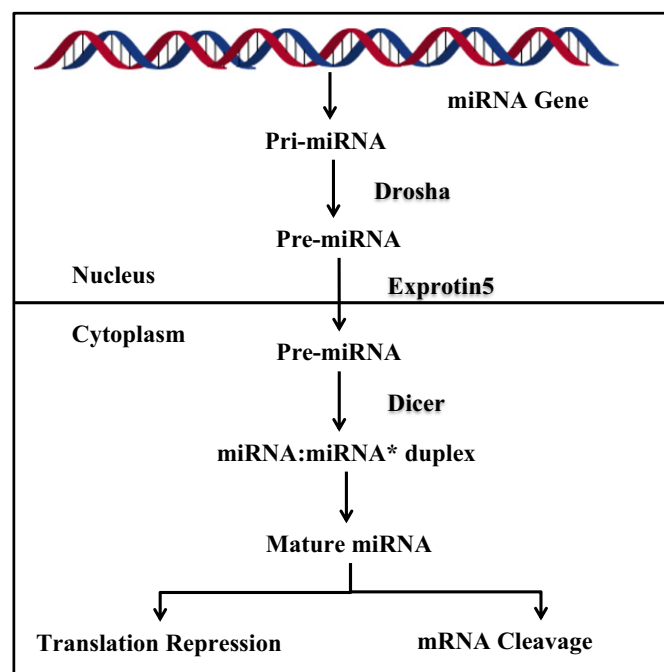 miRNA Gene
Pri-miRNA
Drosha
Pre-miRNA
Nucleus
Exprotin5
Cytoplasm
Pre-miRNA
Dicer
miRNA:miRNA* duplex
Mature miRNA
Translation Repression
mRNA Cleavage